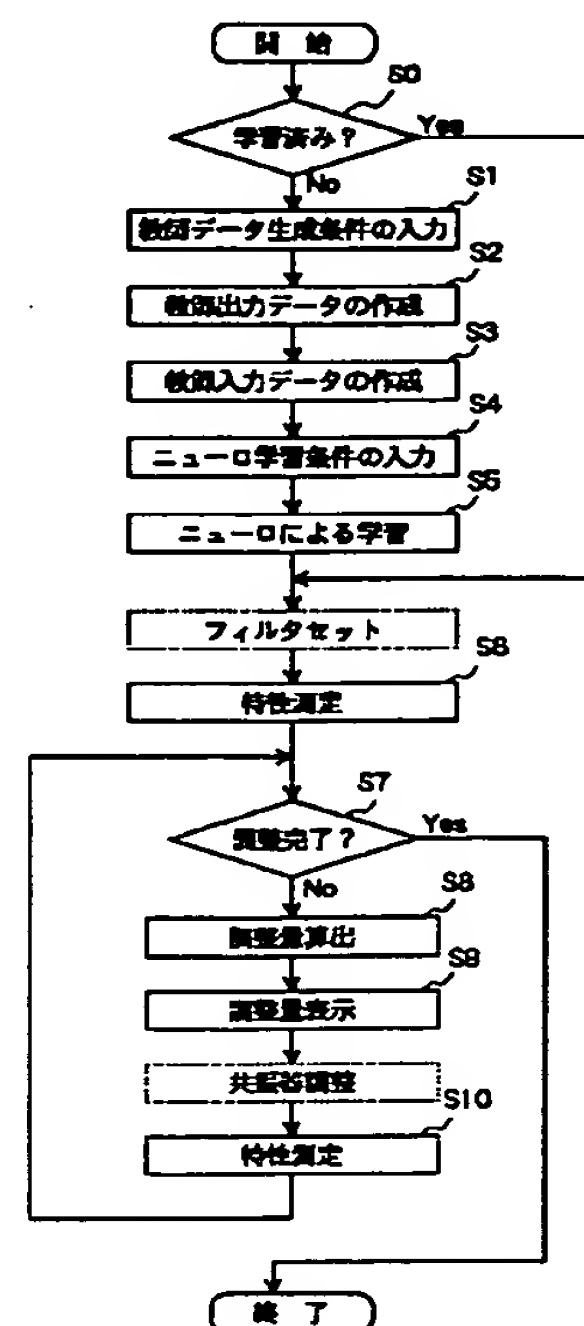 開 始
S0
学習済み?
Yes
No
S1
教師データ生成条件の入力
S2
教師出力データの作成
S3
教師入力データの作成
S4
ニューロ学習条件の入力
S5
ニューロによる学習
フィルタセット
S6
特性測定
S7
調整完了?
Yes
No
S8
調整量算出
S9
調整量表示
共振器調整
S10
特性測定
終 了